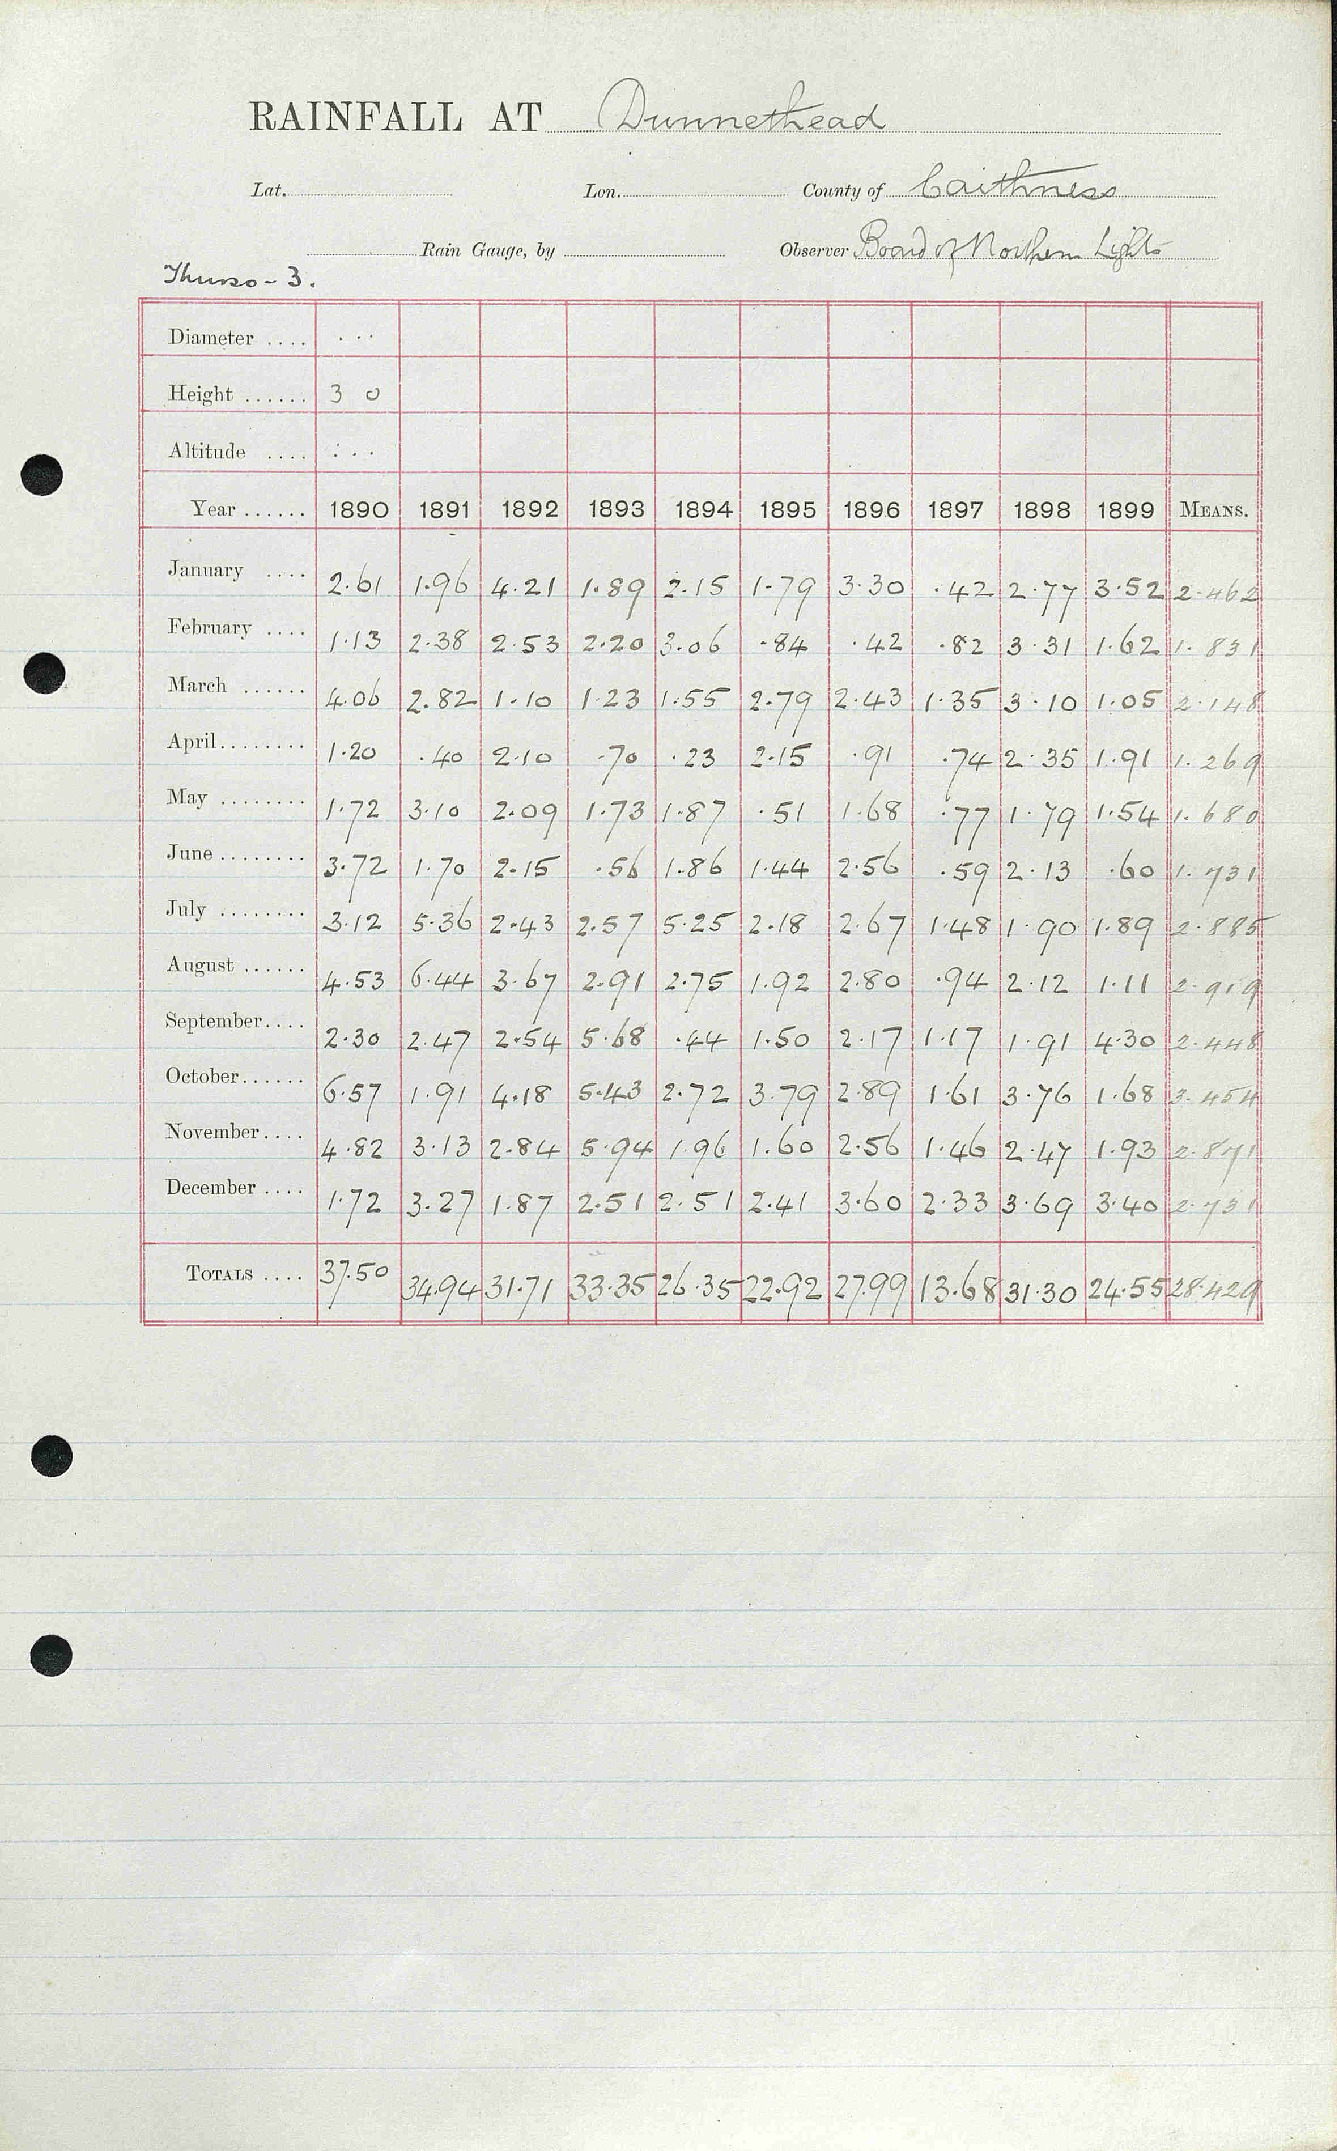 RAINFALL AT Dunnethead
Lat. Lon. County of Caithness
Rain Gauge, by Observer Board of Northern Lights
Thurso - 3.
Diameter .... ...
Height ...... 3 0
Altitude .... ...
Year ...... 1890 1891 1892 1893 1894 1895 1896 1897 1898 1899 MEANS.
January .... 2.61 1.96 4.21 1.89 2.15 1.79 3.30 .42 2.77 3.52 2.462
February .... 1.13 2.38 2.53 2.20 3.06 .84 .42 .82 3.31 1.62 1.831
March ...... 4.06 2.82 1.10 1.23 1.55 2.79 2.43 1.35 3.10 1.05 2.148
April........ 1.20 .40 2.10 .70 .23 2.15 .91 .74 2.35 1.91 1.269
May ........ 1.72 3.10 2.09 1.73 1.87 .51 1.68 .77 1.79 1.54 1.680
June ........ 3.72 1.70 2.15 .56 1.86 1.44 2.56 .59 2.13 .60 1.731
July ........ 3.12 5.36 2.43 2.57 5.25 2.18 2.67 1.48 1.90 1.89 2.885
August ...... 4.53 6.44 3.67 2.91 2.75 1.92 2.80 .94 2.12 1.11 2.919
September.... 2.30 2.47 2.54 5.68 .44 1.50 2.17 1.17 1.91 4.30 2.448
October...... 6.57 1.91 4.18 5.43 2.72 3.79 2.89 1.61 3.76 1.68 3.454
November.... 4.82 3.13 2.84 5.94 1.96 1.60 2.56 1.46 2.47 1.93 2.871
December .... 1.72 3.27 1.87 2.51 2.51 2.41 3.60 2.33 3.69 3.40 2.731
TOTALS .... 37.50 34.94 31.71 33.35 26.35 22.92 27.99 13.68 31.30 24.55 28.429